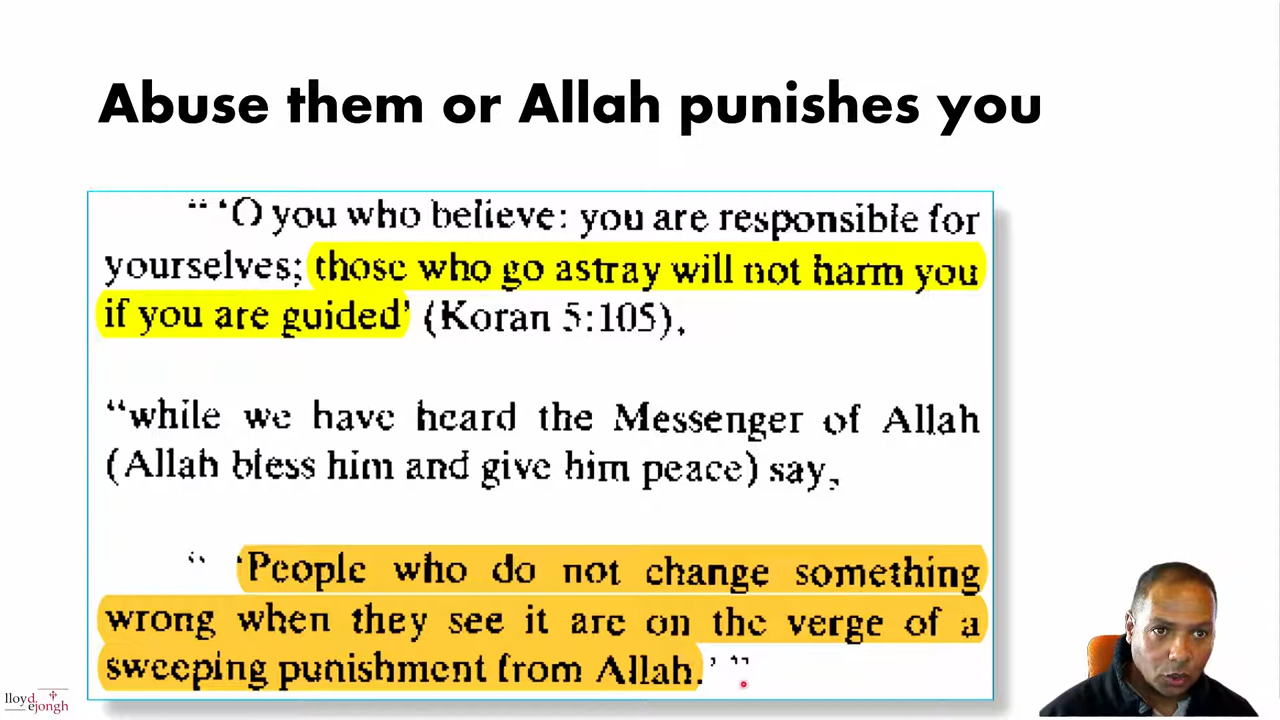 Abuse them or Allah punishes you
“ ‘O you who believe: you are responsible for
yourselves; those who go astray will not harm you
if you are guided’ (Koran 5:105),
“while we have heard the Messenger of Allah
(Allah bless him and give him peace) say,
“ ‘People who do not change something
wrong when they see it are on the verge of a
sweeping punishment from Allah.’ ”
lloyd
dejongh